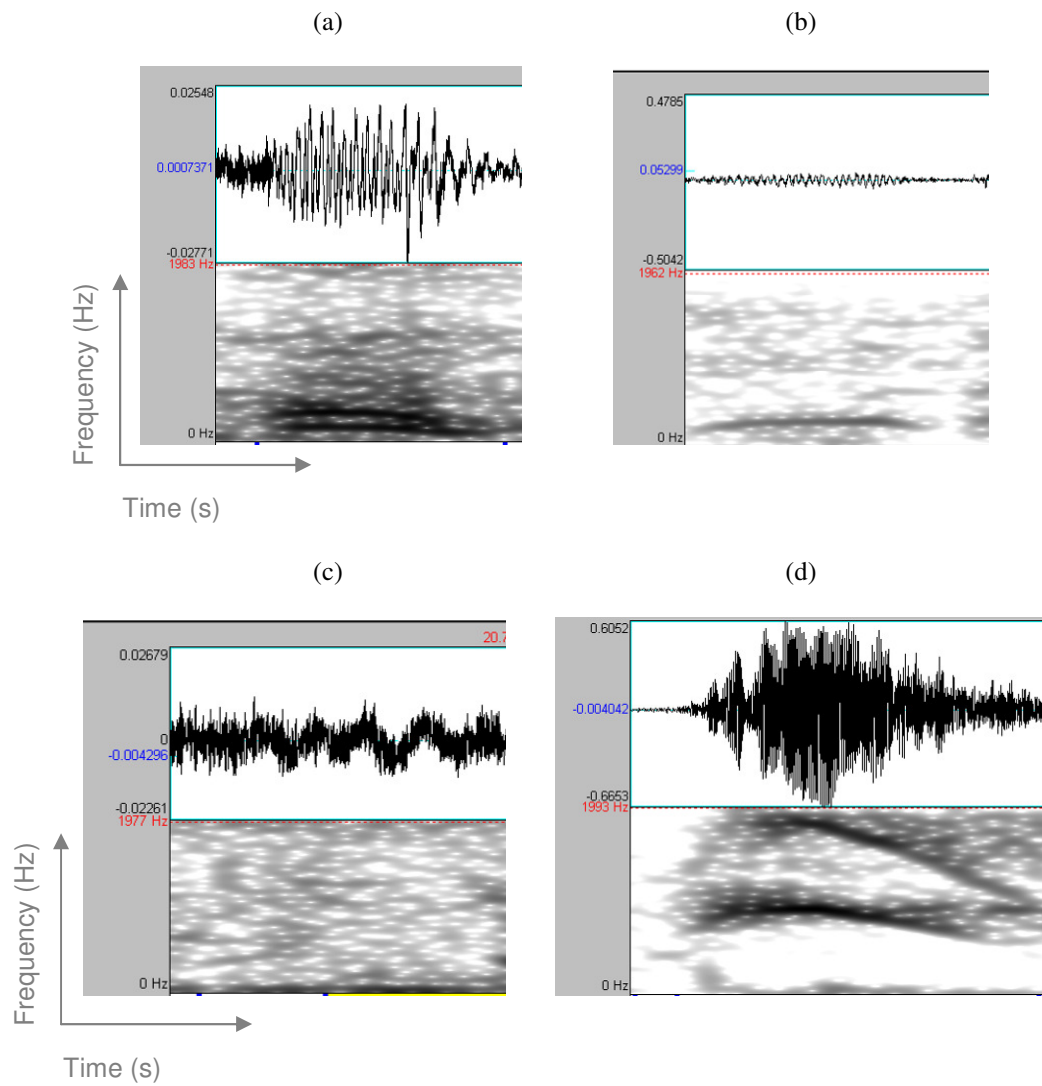 (a)
0.02548
0.0007371
-0.02771
1983 Hz
0 Hz
Frequency (Hz)
Time (s)
(b)
0.4785
0.05299
-0.5042
1962 Hz
0 Hz
(c)
20.7
0.02679
0
-0.004296
-0.02261
1977 Hz
0 Hz
Frequency (Hz)
Time (s)
(d)
0.6052
-0.004042
-0.6653
1993 Hz
0 Hz